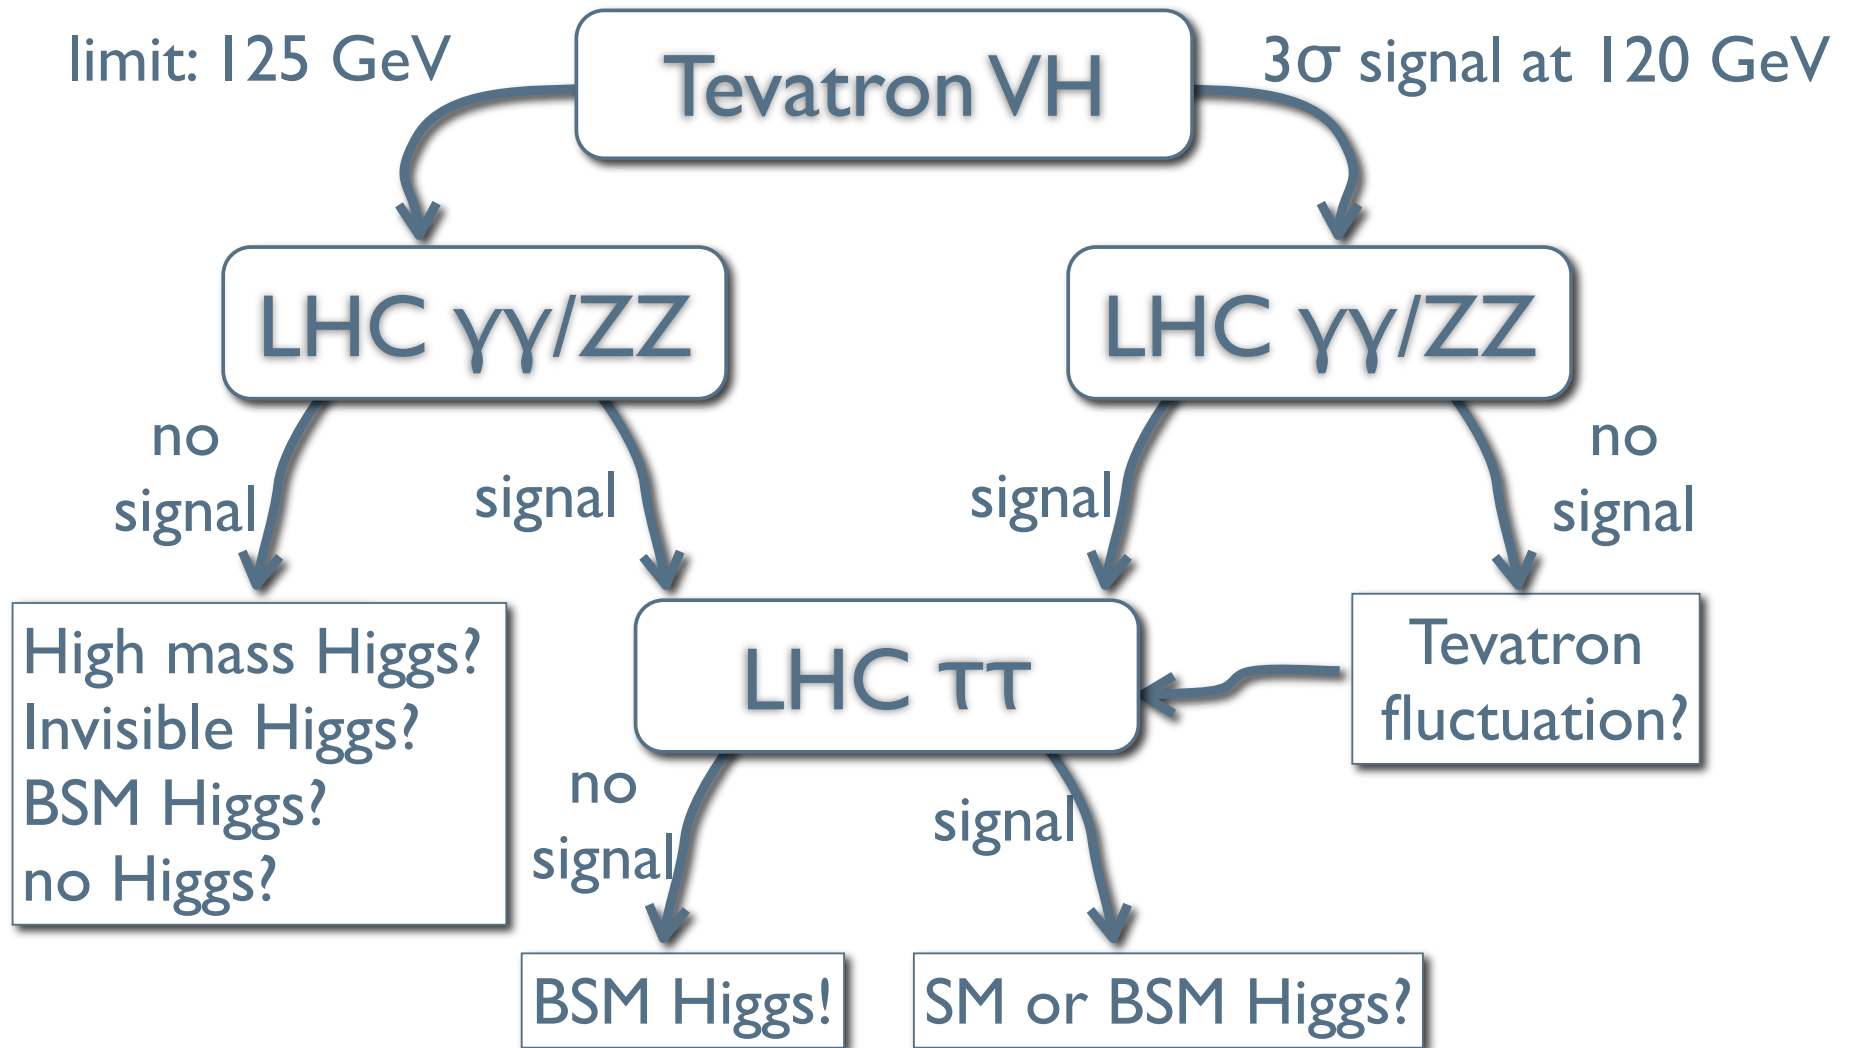 limit: 125 GeV
Tevatron VH
3σ signal at 120 GeV
LHC γγ/ZZ
LHC γγ/ZZ
no
signal
signal
signal
no
signal
High mass Higgs?
Invisible Higgs?
BSM Higgs?
no Higgs?
LHC ττ
Tevatron
fluctuation?
no
signal
signal
BSM Higgs!
SM or BSM Higgs?